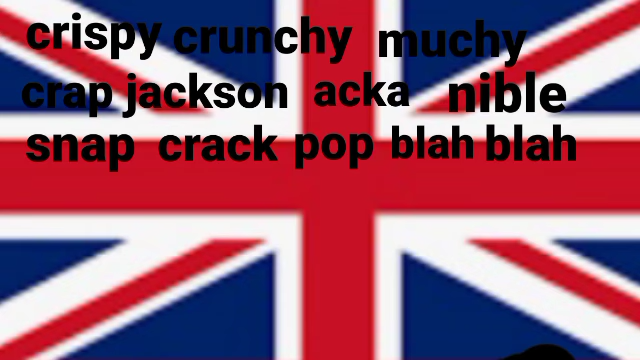 crispy crunchy muchy
crap jackson acka nible
snap crack pop blah blah